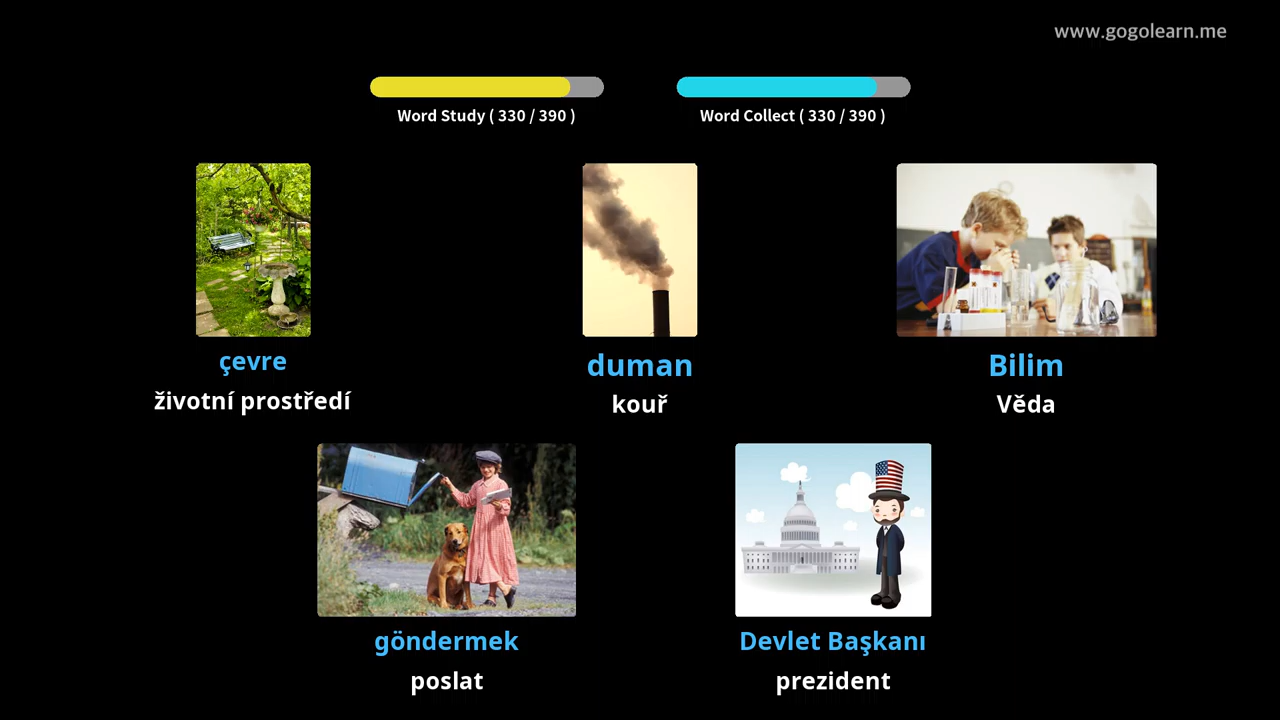 www.gogolearn.me
Word Study ( 330 / 390 )
Word Collect ( 330 / 390 )
çevre
životní prostředí
duman
kouř
Bilim
Věda
göndermek
poslat
Devlet Başkanı
prezident